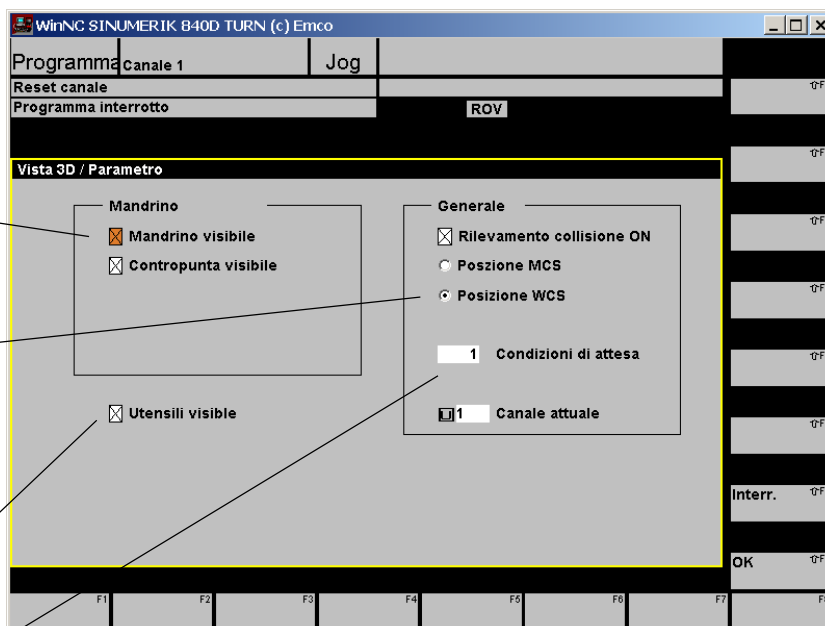 WinNC SINUMERIK 840D TURN (c) Emco
Programma Canale 1 Jog
Reset canale
Programma interrotto ROV
Vista 3D / Parametro
Mandrino
Mandrino visibile
Contropunta visibile
Utensili visible
Generale
Rilevamento collisione ON
Poszione MCS
Posizione WCS
1 Condizioni di attesa
1 Canale attuale
Interr.
OK
F1 F2 F3 F4 F5 F6 F7